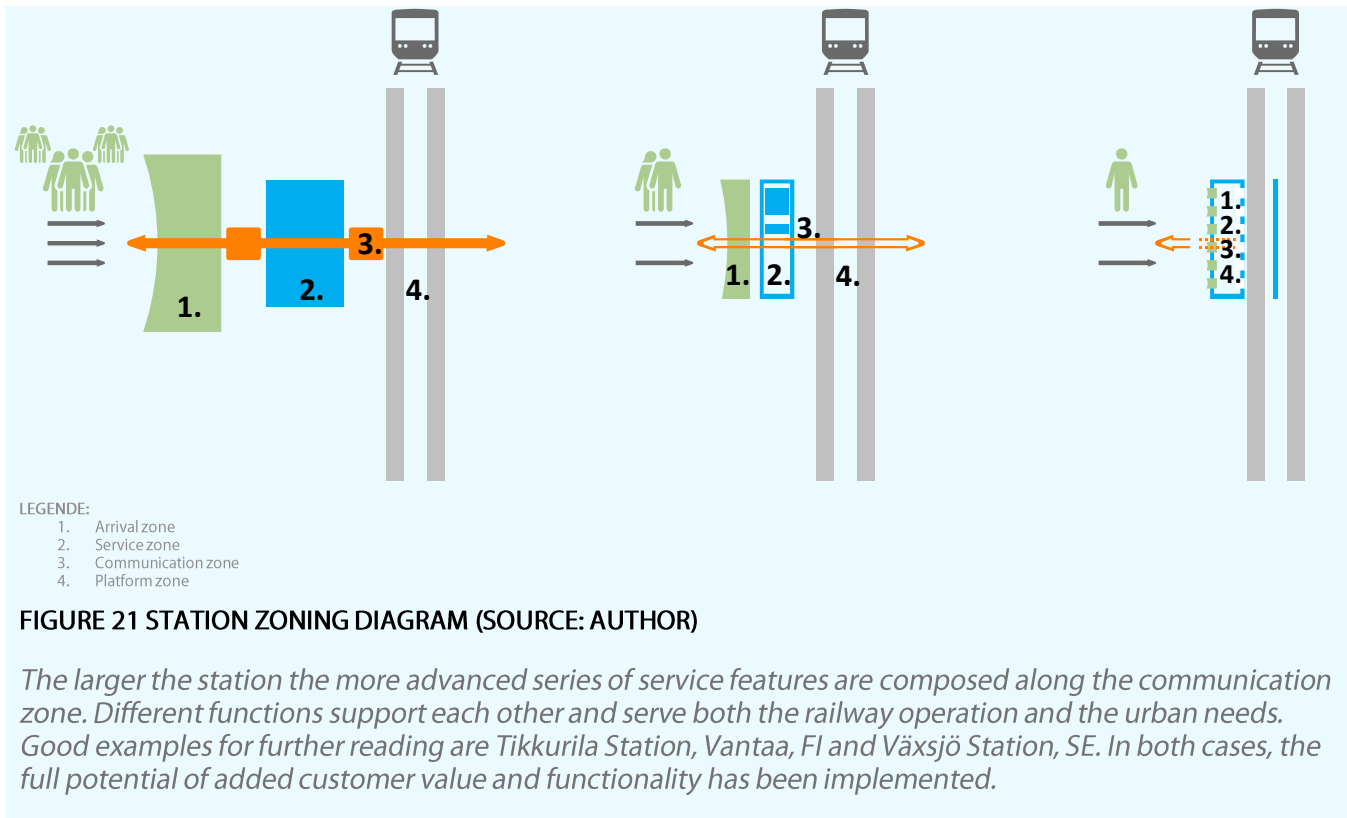 1.
2.
3.
4.
1.
2.
3.
4.
1.
2.
3.
4.
LEGENDE:
1. Arrival zone
2. Service zone
3. Communication zone
4. Platform zone
FIGURE 21 STATION ZONING DIAGRAM (SOURCE: AUTHOR)
The larger the station the more advanced series of service features are composed along the communication
zone. Different functions support each other and serve both the railway operation and the urban needs.
Good examples for further reading are Tikkurila Station, Vantaa, FI and Växsjö Station, SE. In both cases, the
full potential of added customer value and functionality has been implemented.